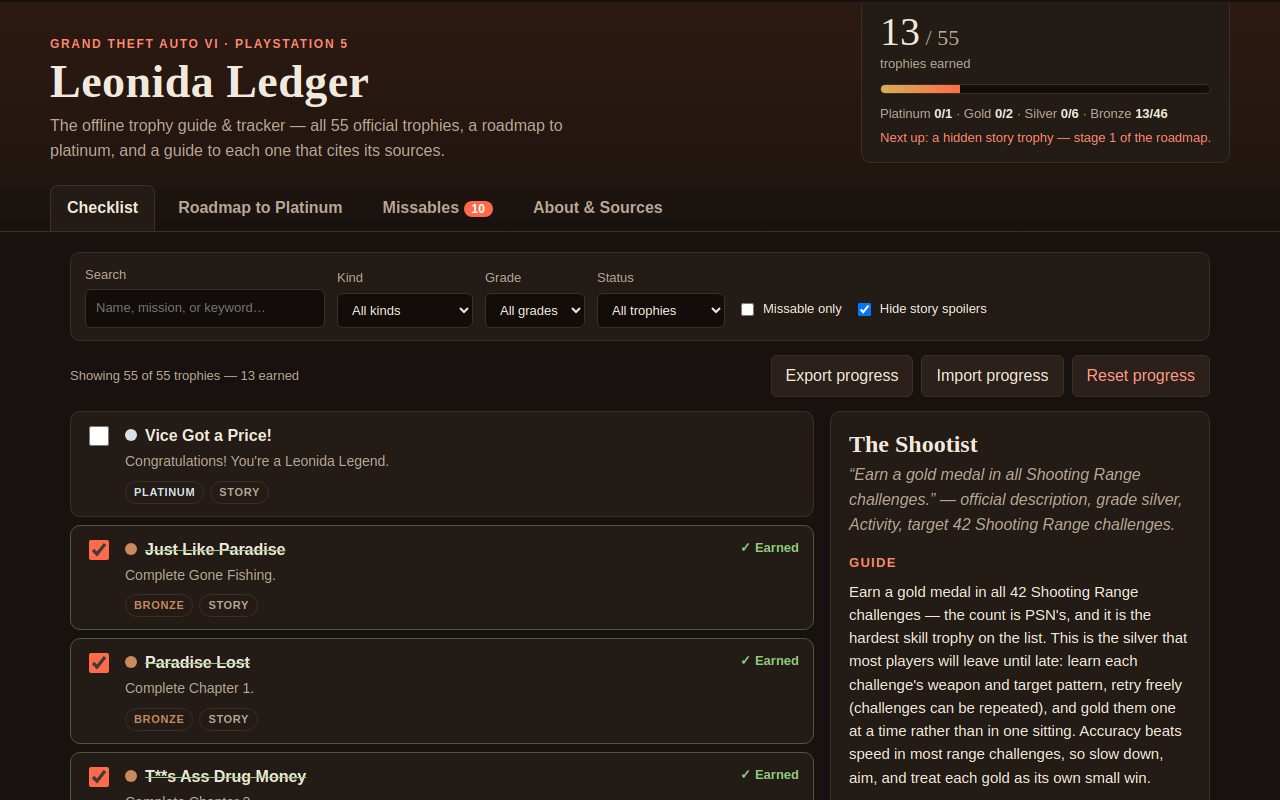 GRAND THEFT AUTO VI · PLAYSTATION 5
Leonida Ledger
The offline trophy guide & tracker — all 55 official trophies, a roadmap to
platinum, and a guide to each one that cites its sources.
13 / 55
trophies earned
Platinum 0/1 · Gold 0/2 · Silver 0/6 · Bronze 13/46
Next up: a hidden story trophy — stage 1 of the roadmap.
Checklist
Roadmap to Platinum
Missables 10
About & Sources
Search
Name, mission, or keyword…
Kind
All kinds
Grade
All grades
Status
All trophies
Missable only
Hide story spoilers
Showing 55 of 55 trophies — 13 earned
Export progress
Import progress
Reset progress
Vice Got a Price!
Congratulations! You're a Leonida Legend.
PLATINUM STORY
Just Like Paradise
✓ Earned
Complete Gone Fishing.
BRONZE STORY
Paradise Lost
✓ Earned
Complete Chapter 1.
BRONZE STORY
T**s Ass Drug Money
✓ Earned
Complete Chapter 2.
The Shootist
“Earn a gold medal in all Shooting Range
challenges.” — official description, grade silver,
Activity, target 42 Shooting Range challenges.
GUIDE
Earn a gold medal in all 42 Shooting Range
challenges — the count is PSN's, and it is the
hardest skill trophy on the list. This is the silver that
most players will leave until late: learn each
challenge's weapon and target pattern, retry freely
(challenges can be repeated), and gold them one
at a time rather than in one sitting. Accuracy beats
speed in most range challenges, so slow down,
aim, and treat each gold as its own small win.